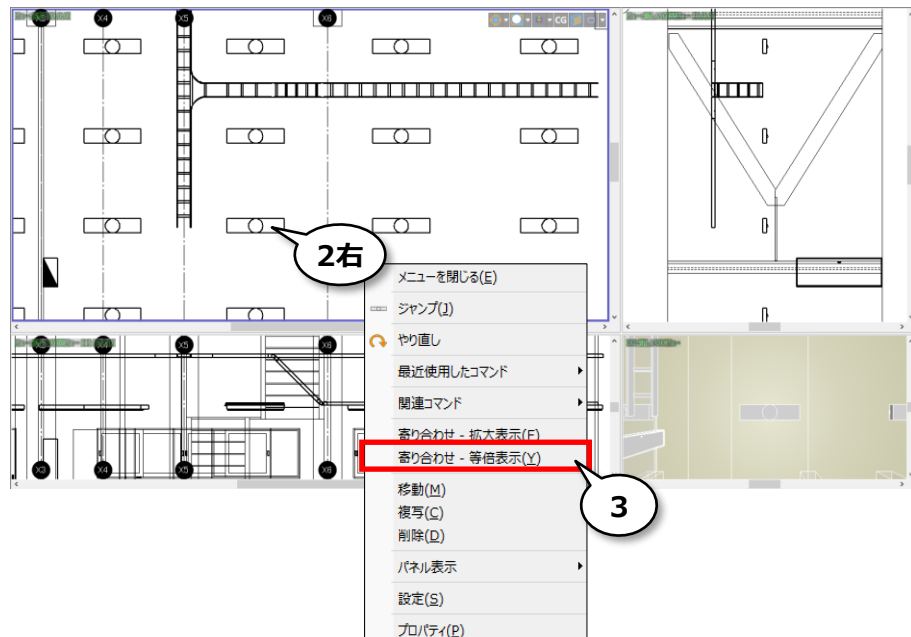 X4
X5
X6
CG
2右
メニューを閉じる(E)
ジャンプ(J)
やり直し
最近使用したコマンド
関連コマンド
寄り合わせ - 拡大表示(F)
寄り合わせ - 等倍表示(Y)
移動(M)
複写(C)
削除(D)
パネル表示
設定(S)
プロパティ(P)
3
X5
X6
X3
X4
X5
X6